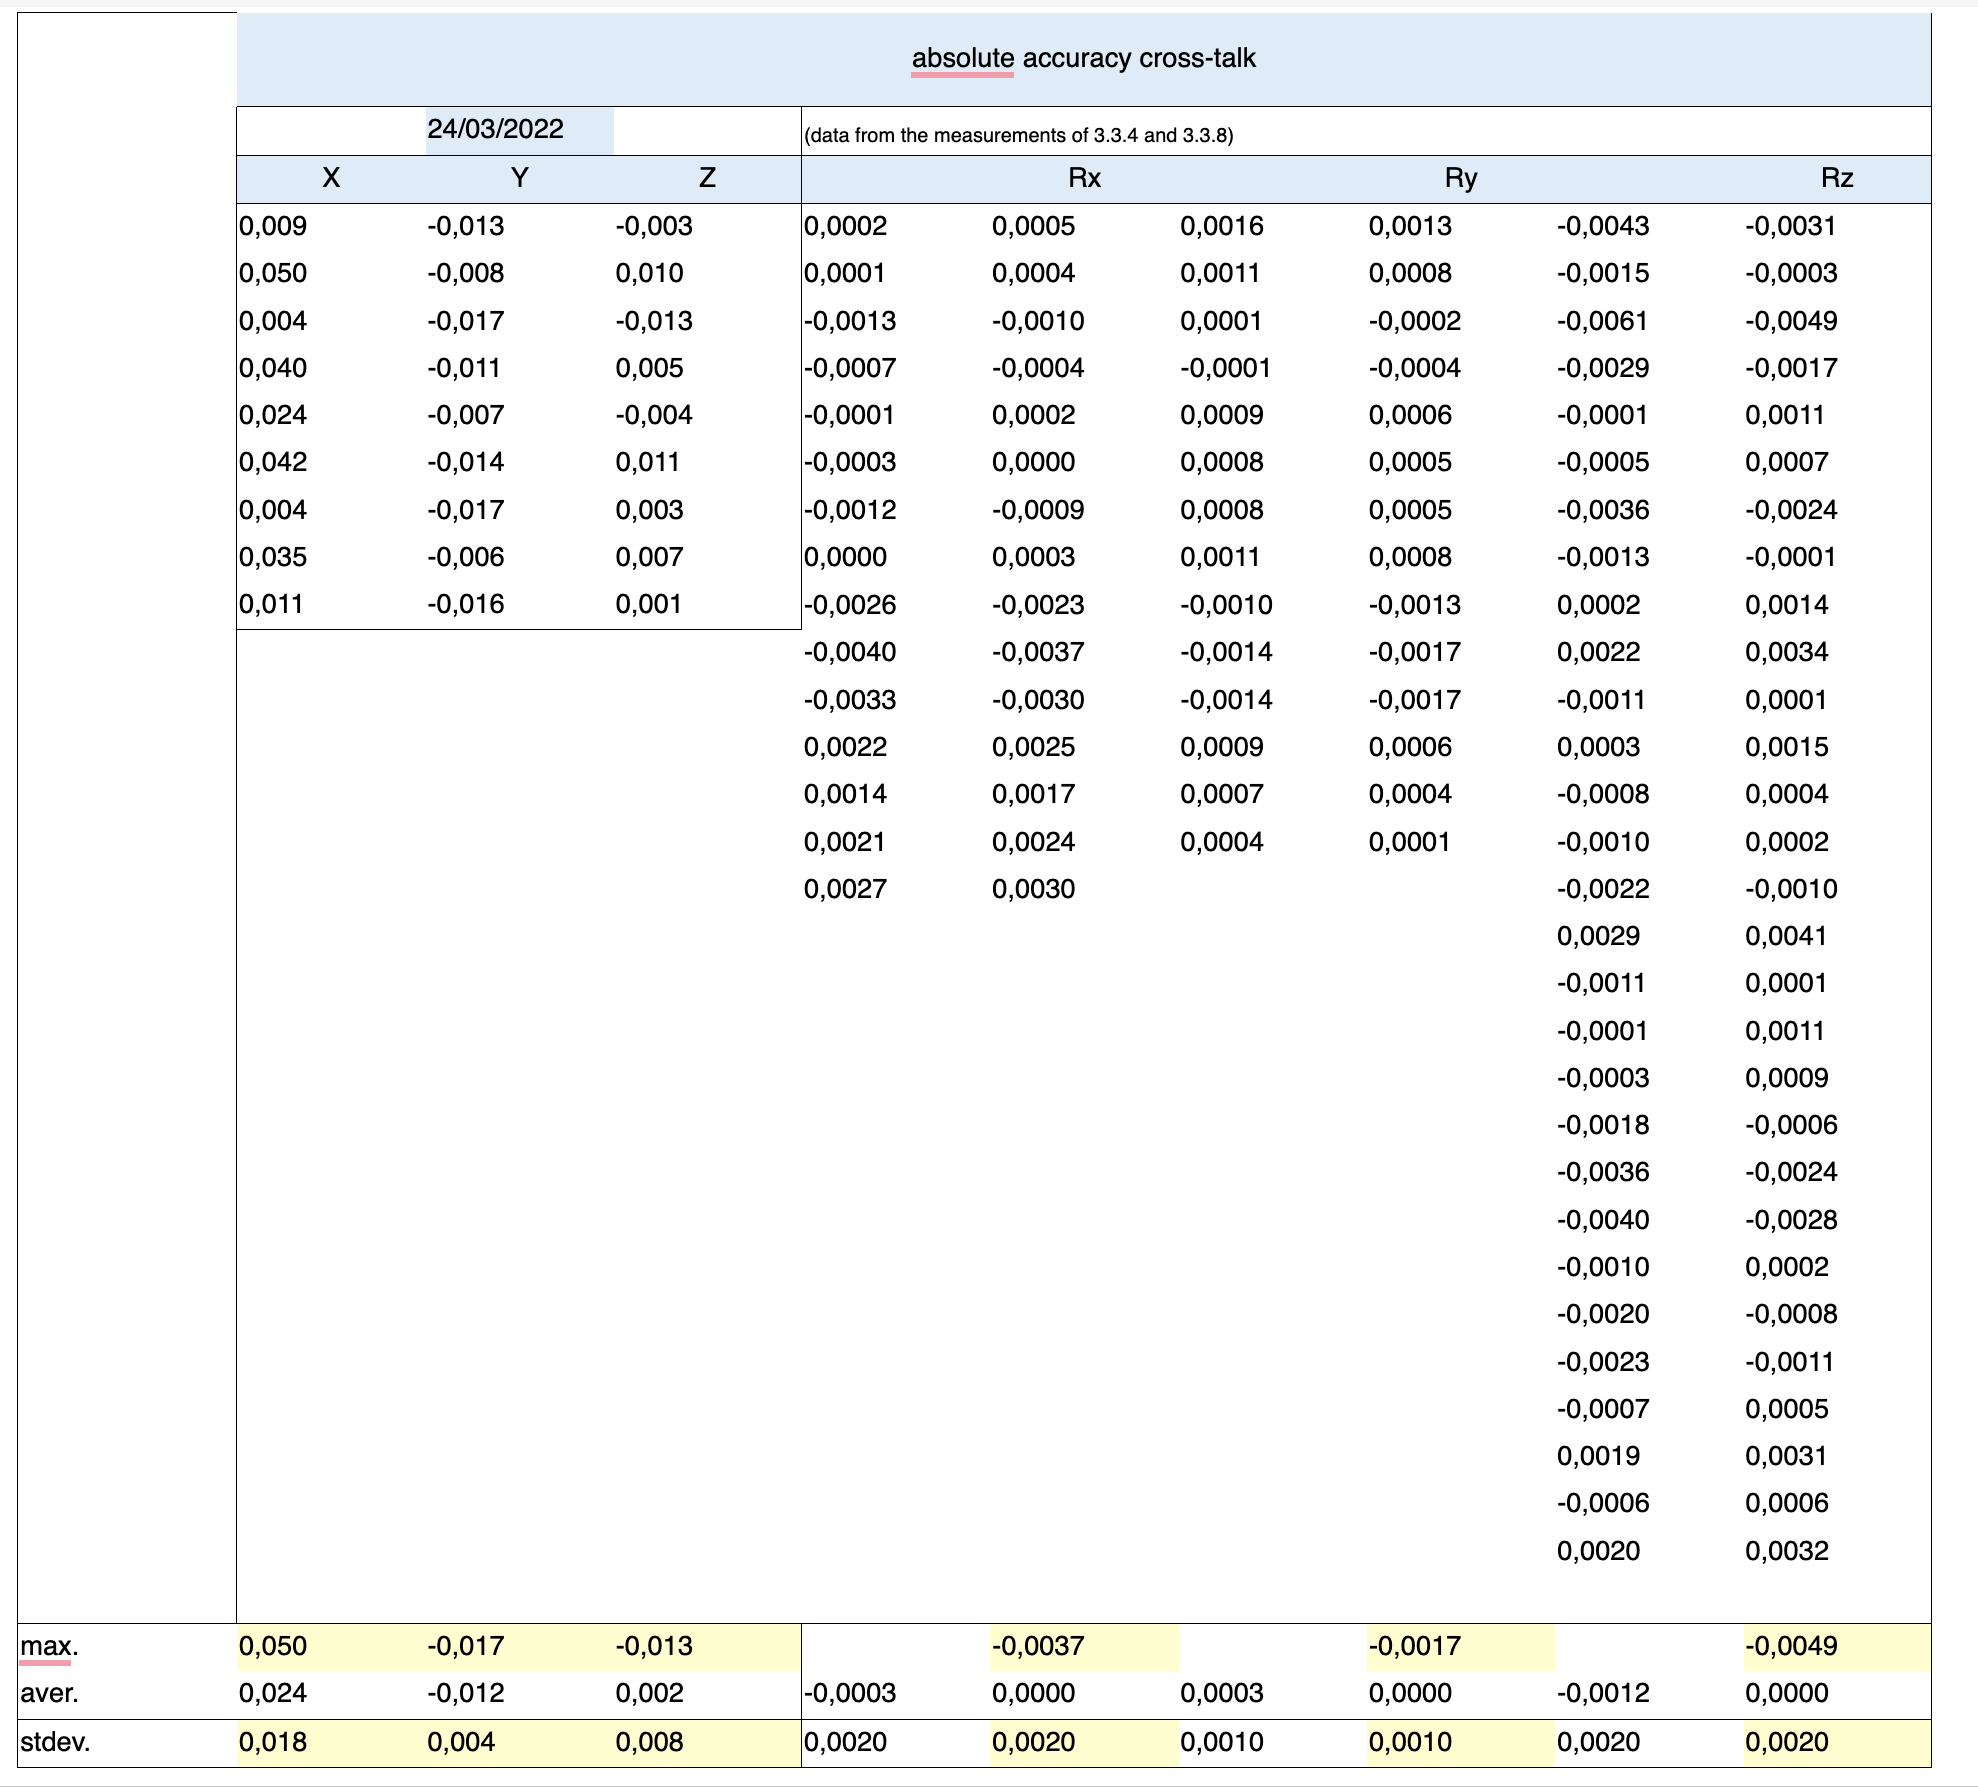 absolute accuracy cross-talk
24/03/2022 (data from the measurements of 3.3.4 and 3.3.8)
X Y Z Rx Ry Rz
0,009 -0,013 -0,003 0,0002 0,0005 0,0016 0,0013 -0,0043 -0,0031
0,050 -0,008 0,010 0,0001 0,0004 0,0011 0,0008 -0,0015 -0,0003
0,004 -0,017 -0,013 -0,0013 -0,0010 0,0001 -0,0002 -0,0061 -0,0049
0,040 -0,011 0,005 -0,0007 -0,0004 -0,0001 -0,0004 -0,0029 -0,0017
0,024 -0,007 -0,004 -0,0001 0,0002 0,0009 0,0006 -0,0001 0,0011
0,042 -0,014 0,011 -0,0003 0,0000 0,0008 0,0005 -0,0005 0,0007
0,004 -0,017 0,003 -0,0012 -0,0009 0,0008 0,0005 -0,0036 -0,0024
0,035 -0,006 0,007 0,0000 0,0003 0,0011 0,0008 -0,0013 -0,0001
0,011 -0,016 0,001 -0,0026 -0,0023 -0,0010 -0,0013 0,0002 0,0014
-0,0040 -0,0037 -0,0014 -0,0017 0,0022 0,0034
-0,0033 -0,0030 -0,0014 -0,0017 -0,0011 0,0001
0,0022 0,0025 0,0009 0,0006 0,0003 0,0015
0,0014 0,0017 0,0007 0,0004 -0,0008 0,0004
0,0021 0,0024 0,0004 0,0001 -0,0010 0,0002
0,0027 0,0030 -0,0022 -0,0010
0,0029 0,0041
-0,0011 0,0001
-0,0001 0,0011
-0,0003 0,0009
-0,0018 -0,0006
-0,0036 -0,0024
-0,0040 -0,0028
-0,0010 0,0002
-0,0020 -0,0008
-0,0023 -0,0011
-0,0007 0,0005
0,0019 0,0031
-0,0006 0,0006
0,0020 0,0032
max. 0,050 -0,017 -0,013 -0,0037 -0,0017 -0,0049
aver. 0,024 -0,012 0,002 -0,0003 0,0000 0,0003 0,0000 -0,0012 0,0000
stdev. 0,018 0,004 0,008 0,0020 0,0020 0,0010 0,0010 0,0020 0,0020